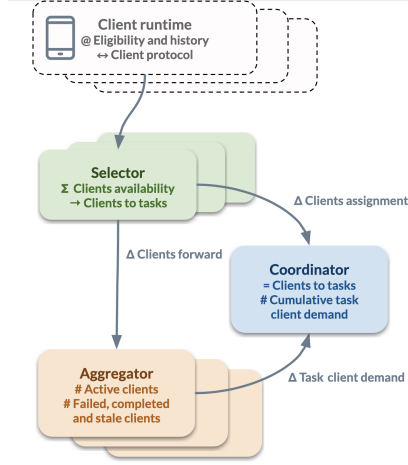 Client runtime
@ Eligibility and history
↔ Client protocol
Selector
Σ Clients availability
→ Clients to tasks
Δ Clients assignment
Δ Clients forward
Coordinator
= Clients to tasks
# Cumulative task
client demand
Aggregator
# Active clients
# Failed, completed
and stale clients
Δ Task client demand